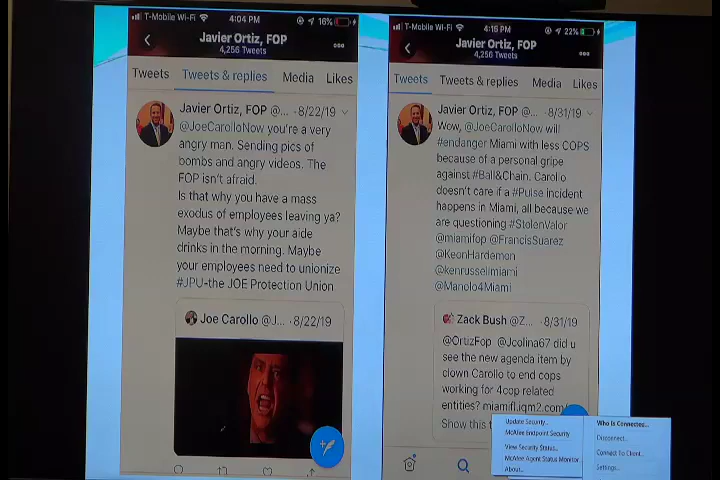 T-Mobile Wi-Fi 4:04 PM 16%
Javier Ortiz, FOP
4,256 Tweets
Tweets Tweets & replies Media Likes
Javier Ortiz, FOP @... · 8/22/19
@JoeCarolloNow you're a very
angry man. Sending pics of
bombs and angry videos. The
FOP isn't afraid.
Is that why you have a mass
exodus of employees leaving ya?
Maybe that's why your aide
drinks in the morning. Maybe
your employees need to unionize
#JPU-the JOE Protection Union
Joe Carollo @J... · 8/22/19
T-Mobile Wi-Fi 4:15 PM 22%
Javier Ortiz, FOP
4,256 Tweets
Tweets Tweets & replies Media Likes
Javier Ortiz, FOP @... · 8/31/19
Wow, @JoeCarolloNow will
#endanger Miami with less COPS
because of a personal gripe
against #Ball&Chain. Carollo
doesn't care if a #Pulse incident
happens in Miami, all because we
are questioning #StolenValor
@miamifop @FrancisSuarez
@KeonHardemon
@kenrussellmiami
@Manolo4Miami
Zack Bush @Z... · 8/31/19
@OrtizFop @Jcolina67 did u
see the new agenda item by
clown Carollo to end cops
working for 4cop related
entities? miamifl.iqm2.com/
Show this t
Update Security...
McAfee Endpoint Security
View Security Status...
McAfee Agent Status Monitor...
About...
Who Is Connected...
Disconnect...
Connect To Client...
Settings...